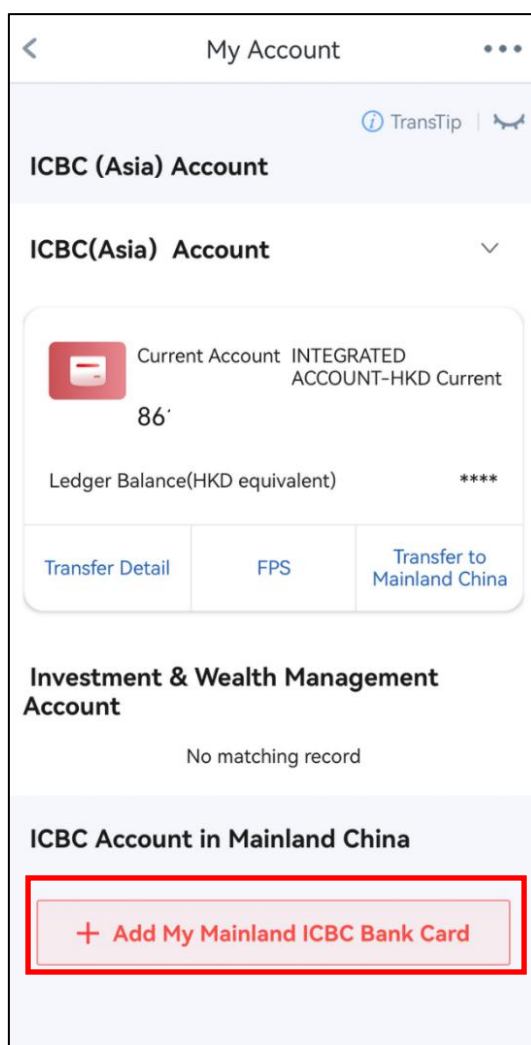 My Account
TransTip
ICBC (Asia) Account
ICBC(Asia) Account
Current Account INTEGRATED
ACCOUNT-HKD Current
86
Ledger Balance(HKD equivalent) ****
Transfer Detail FPS Transfer to
Mainland China
Investment & Wealth Management
Account
No matching record
ICBC Account in Mainland China
+ Add My Mainland ICBC Bank Card